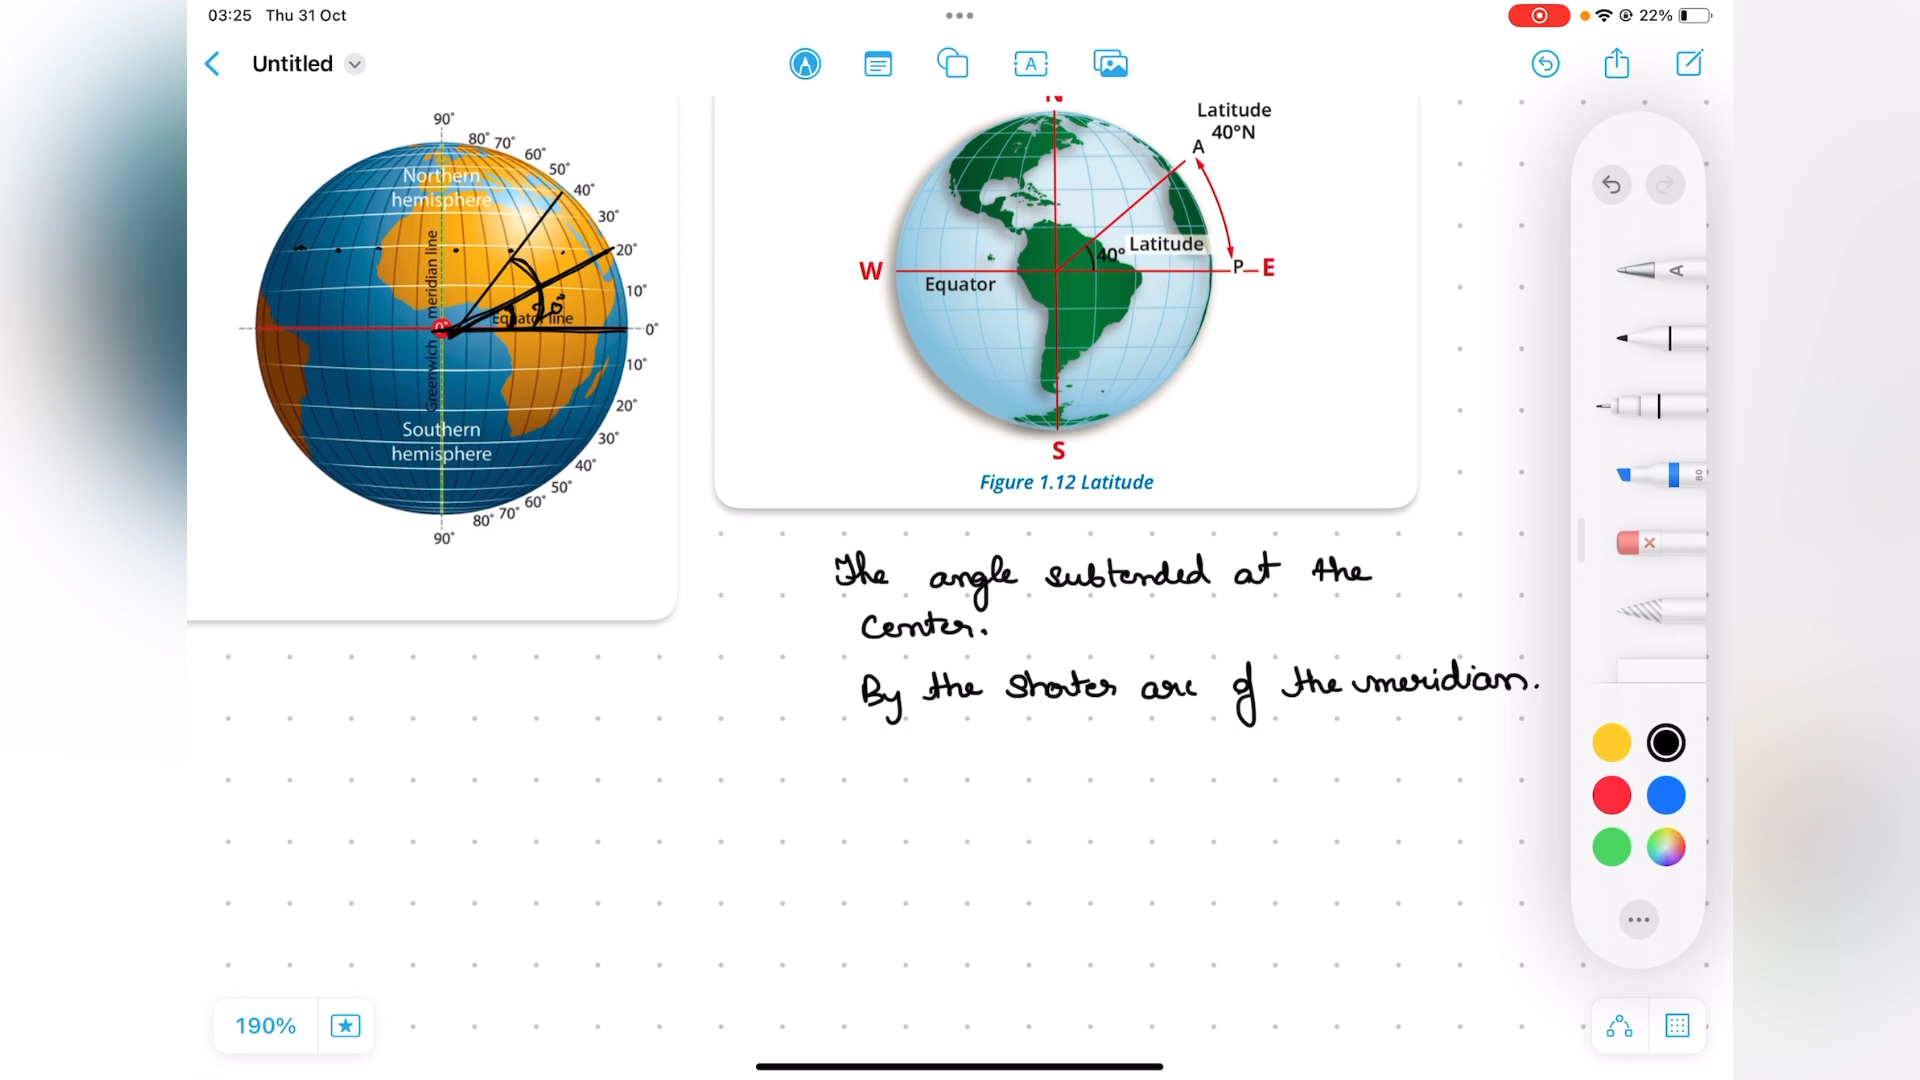 03:25 Thu 31 Oct
22%
Untitled
A
90°
80° 70°
60°
50°
40°
30°
20°
10°
0°
10°
20°
30°
40°
50°
60°
80° 70°
90°
Northern
hemisphere
Greenwich meridian line
0°
Equator line
Southern
hemisphere
N
Latitude
40°N
A
40° Latitude
W
P E
Equator
S
Figure 1.12 Latitude
The angle subtended at the
Center.
By the shorter arc of the meridian.
A
80
190%